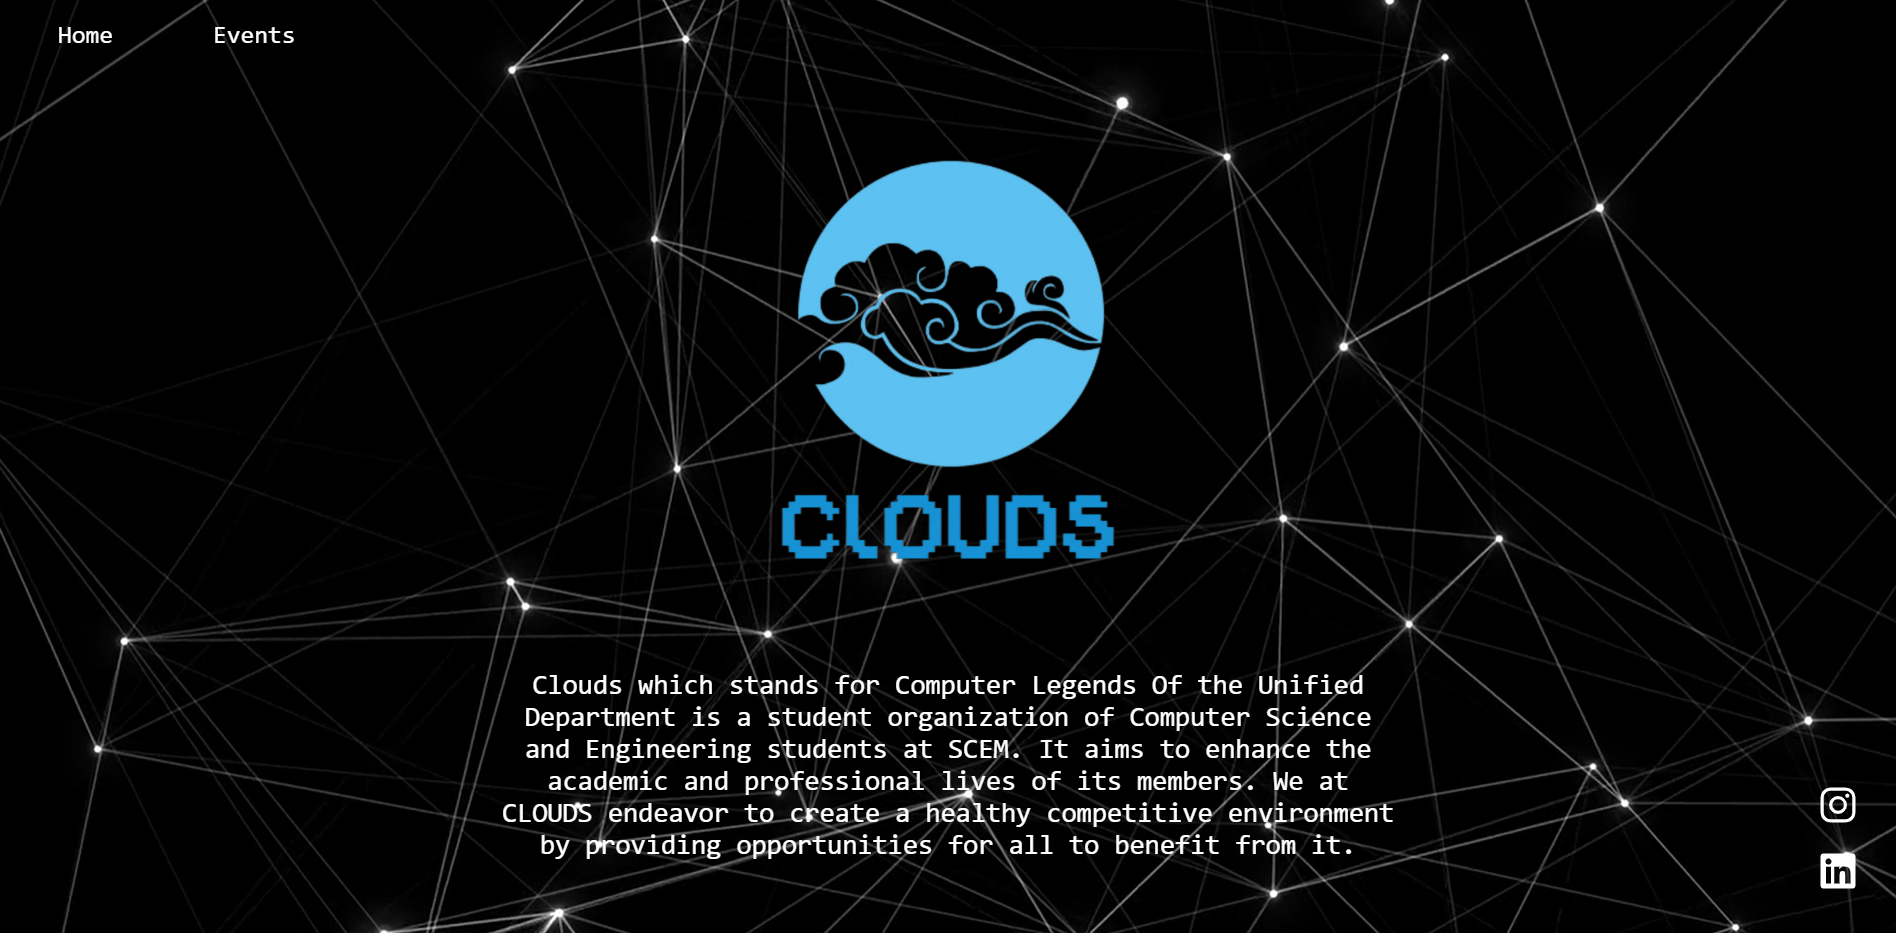 Home Events
CLOUDS
Clouds which stands for Computer Legends Of the Unified
Department is a student organization of Computer Science
and Engineering students at SCEM. It aims to enhance the
academic and professional lives of its members. We at
CLOUDS endeavor to create a healthy competitive environment
by providing opportunities for all to benefit from it.
in